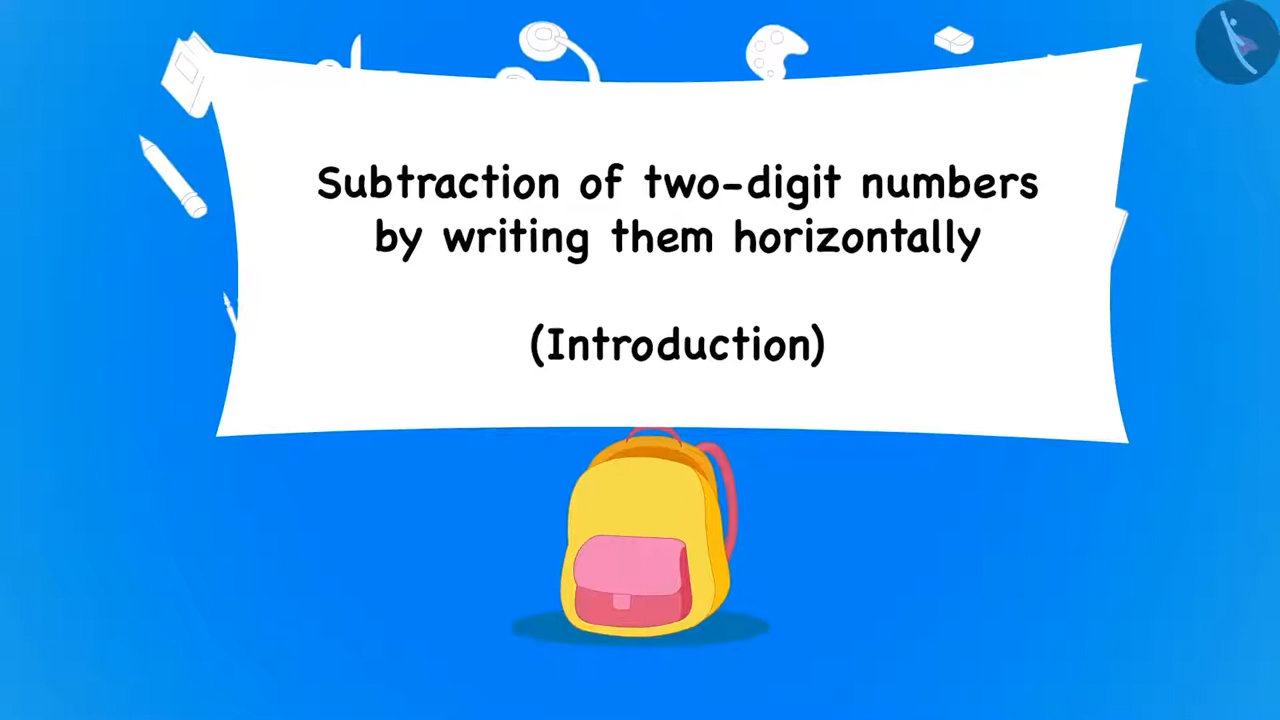 Subtraction of two-digit numbers
by writing them horizontally
(Introduction)